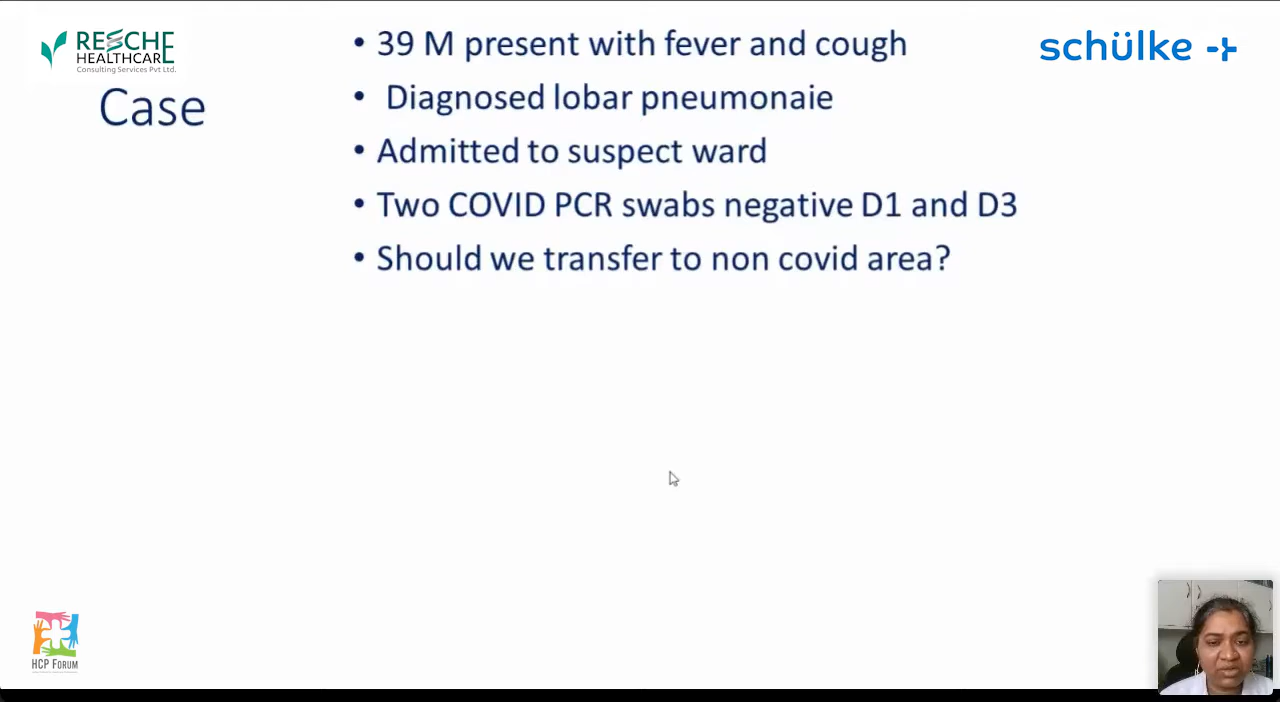 RESCHE
HEALTHCARE
Consulting Services Pvt Ltd.
schülke
Case
• 39 M present with fever and cough
• Diagnosed lobar pneumonaie
• Admitted to suspect ward
• Two COVID PCR swabs negative D1 and D3
• Should we transfer to non covid area?
HCP FORUM